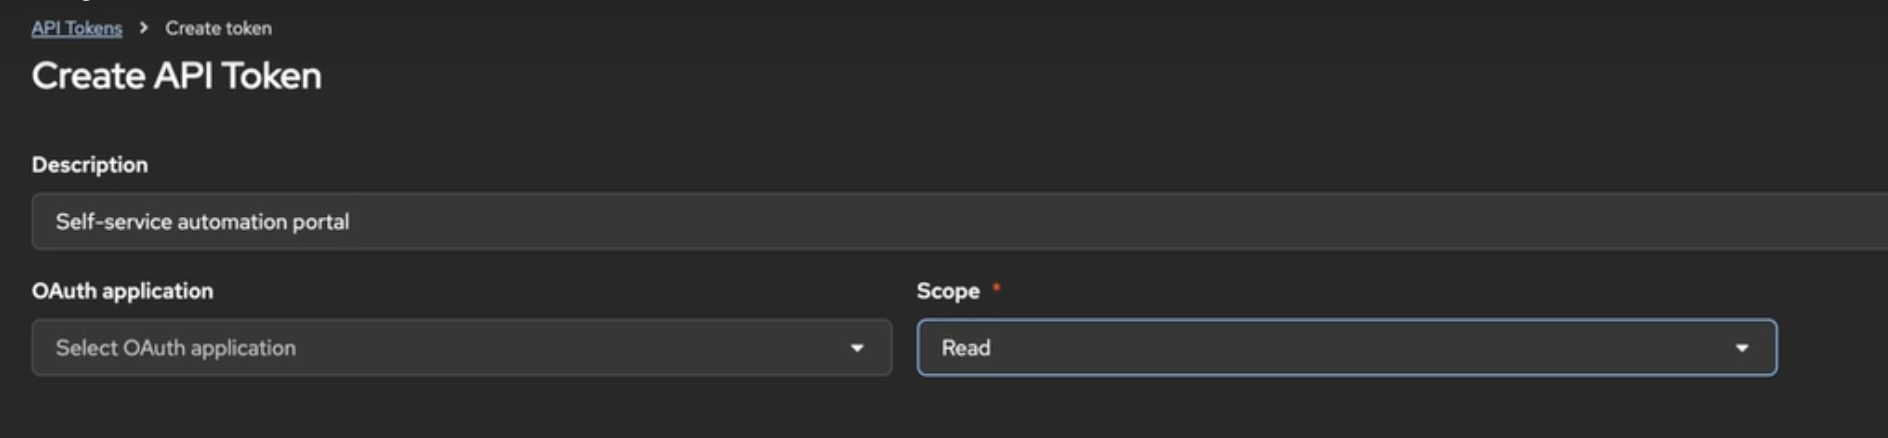 API Tokens > Create token
Create API Token
Description
Self-service automation portal
OAuth application
Scope *
Select OAuth application
Read